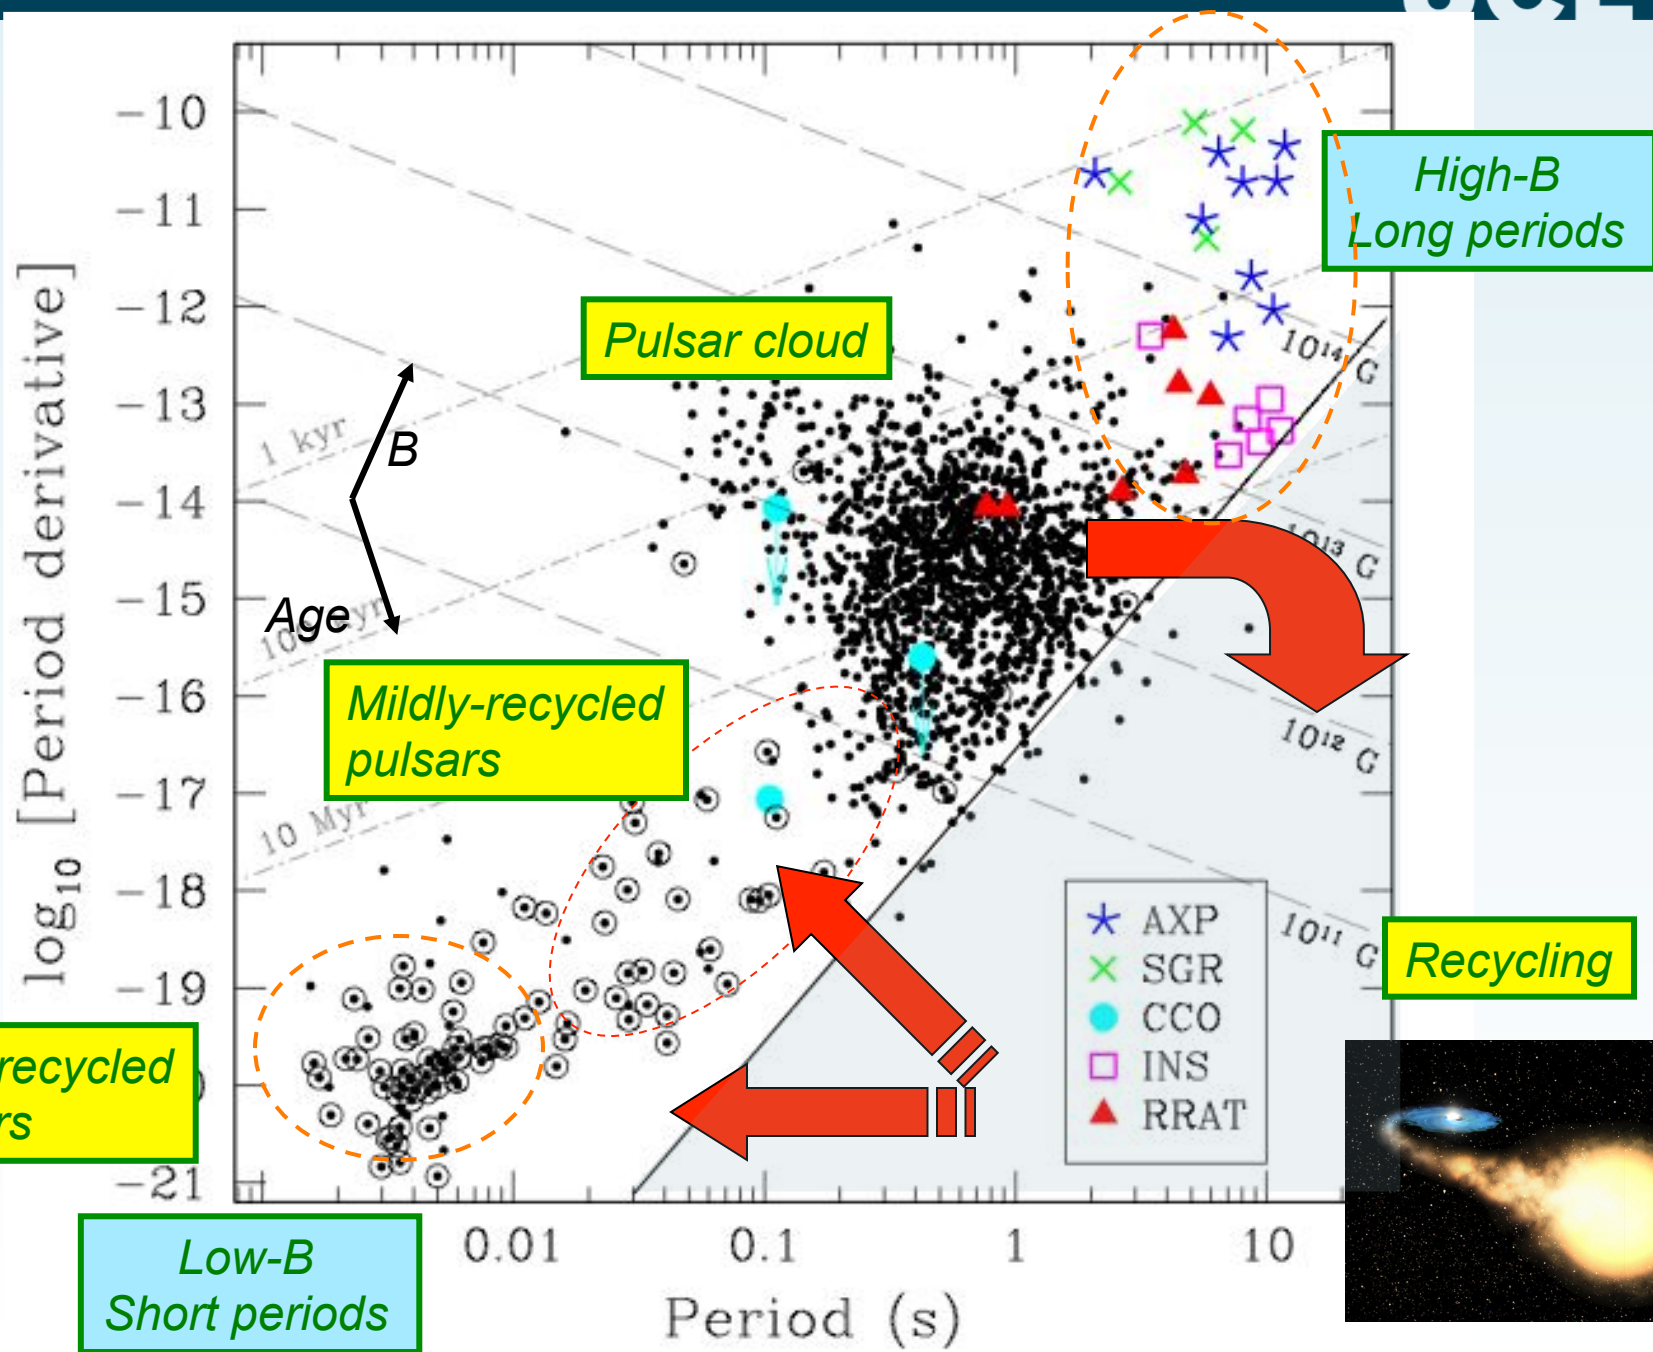 log10 [Period derivative]
−10
−11
−12
−13
−14
−15
−16
−17
−18
−19
−21
High-B
Long periods
Pulsar cloud
B
Age
1 kyr
10 Myr
Mildly-recycled
pulsars
10¹⁴ G
10¹³ G
10¹² G
10¹¹ G
AXP
SGR
CCO
INS
RRAT
Recycling
recycled
Low-B
Short periods
0.01
0.1
1
10
Period (s)